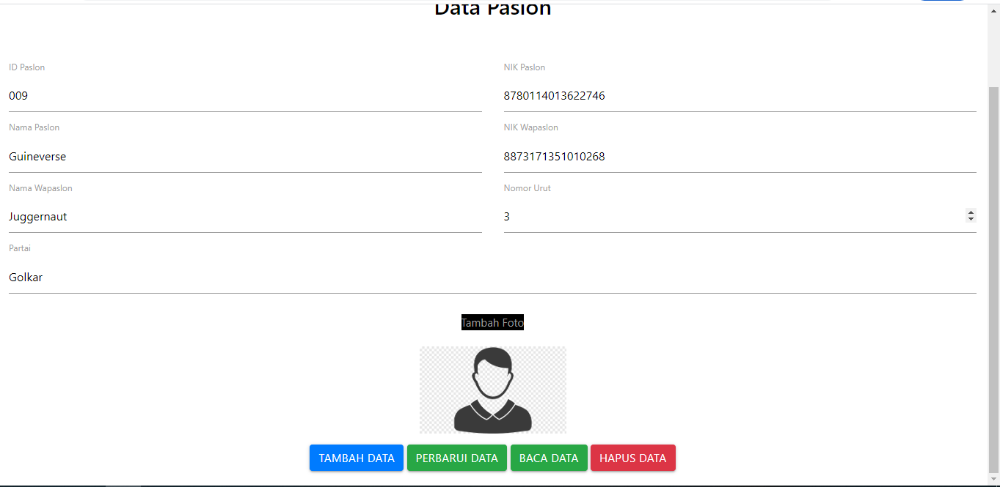 Data Paslon
ID Paslon
NIK Paslon
009
8780114013622746
Nama Paslon
NIK Wapaslon
Guineverse
8873171351010268
Nama Wapaslon
Nomor Urut
Juggernaut
3
Partai
Golkar
Tambah Foto
TAMBAH DATA PERBARUI DATA BACA DATA HAPUS DATA